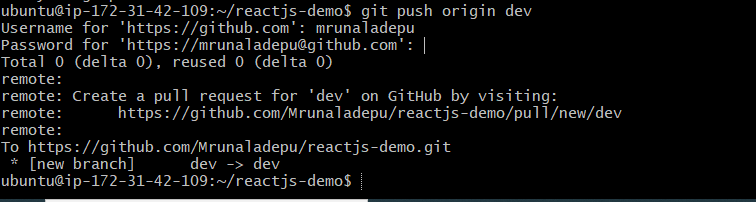 ubuntu@ip-172-31-42-109:~/reactjs-demo$ git push origin dev
Username for 'https://github.com': mrunaladepu
Password for 'https://mrunaladepu@github.com':
Total 0 (delta 0), reused 0 (delta 0)
remote:
remote: Create a pull request for 'dev' on GitHub by visiting:
remote:      https://github.com/Mrunaladepu/reactjs-demo/pull/new/dev
remote:
To https://github.com/Mrunaladepu/reactjs-demo.git
 * [new branch]      dev -> dev
ubuntu@ip-172-31-42-109:~/reactjs-demo$